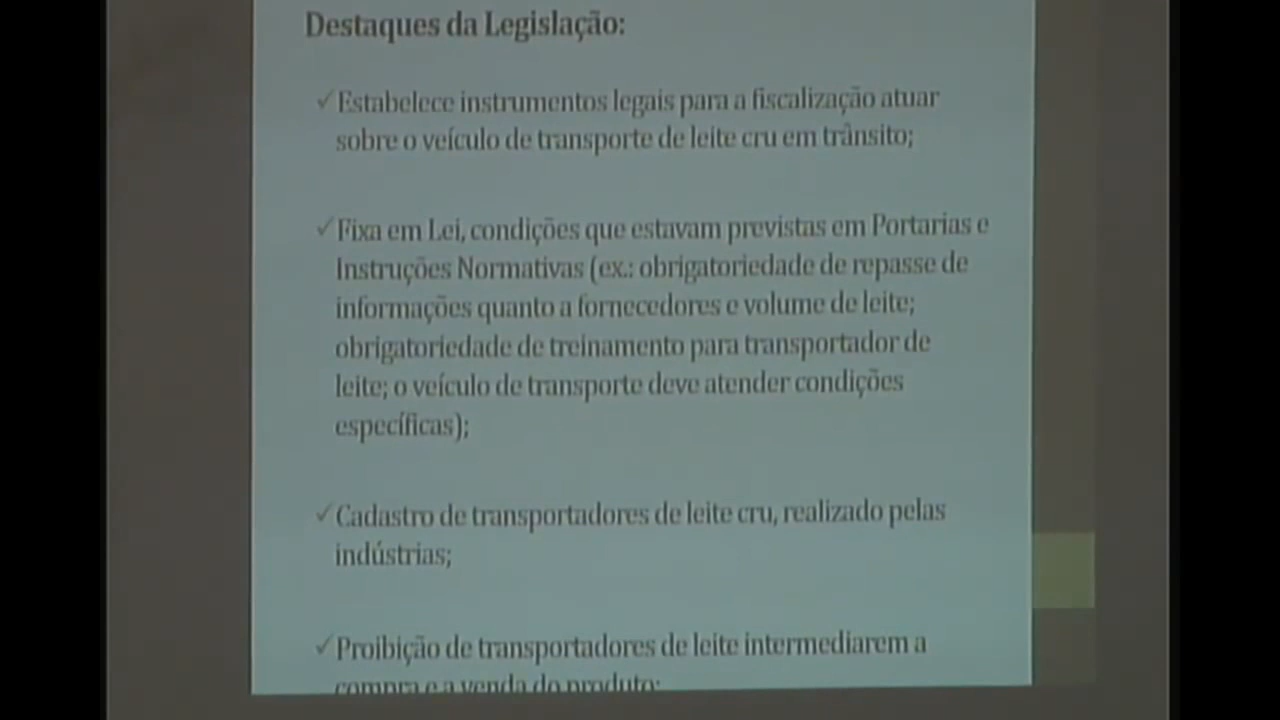 Destaques da Legislação:
✓Estabelece instrumentos legais para a fiscalização atuar
sobre o veículo de transporte de leite cru em trânsito;
✓Fixa em Lei, condições que estavam previstas em Portarias e
Instruções Normativas (ex.: obrigatoriedade de repasse de
informações quanto a fornecedores e volume de leite;
obrigatoriedade de treinamento para transportador de
leite; o veículo de transporte deve atender condições
específicas);
✓Cadastro de transportadores de leite cru, realizado pelas
indústrias;
✓Proibição de transportadores de leite intermediarem a
compra e a venda do produto;